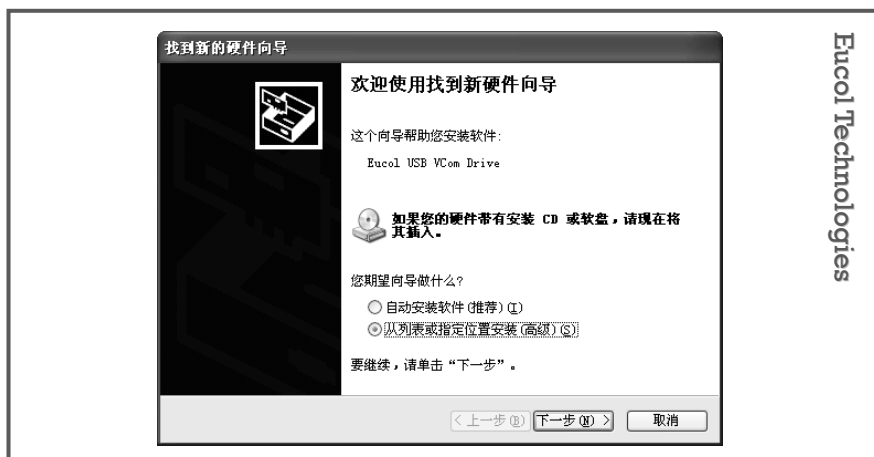 找到新的硬件向导
欢迎使用找到新硬件向导
这个向导帮助您安装软件:
Eucol USB VCom Drive
如果您的硬件带有安装 CD 或软盘，请现在将
其插入。
您期望向导做什么?
自动安装软件(推荐)(I)
从列表或指定位置安装(高级)(S)
要继续，请单击“下一步”。
< 上一步(B)
下一步(N) >
取消
Eucol Technologies